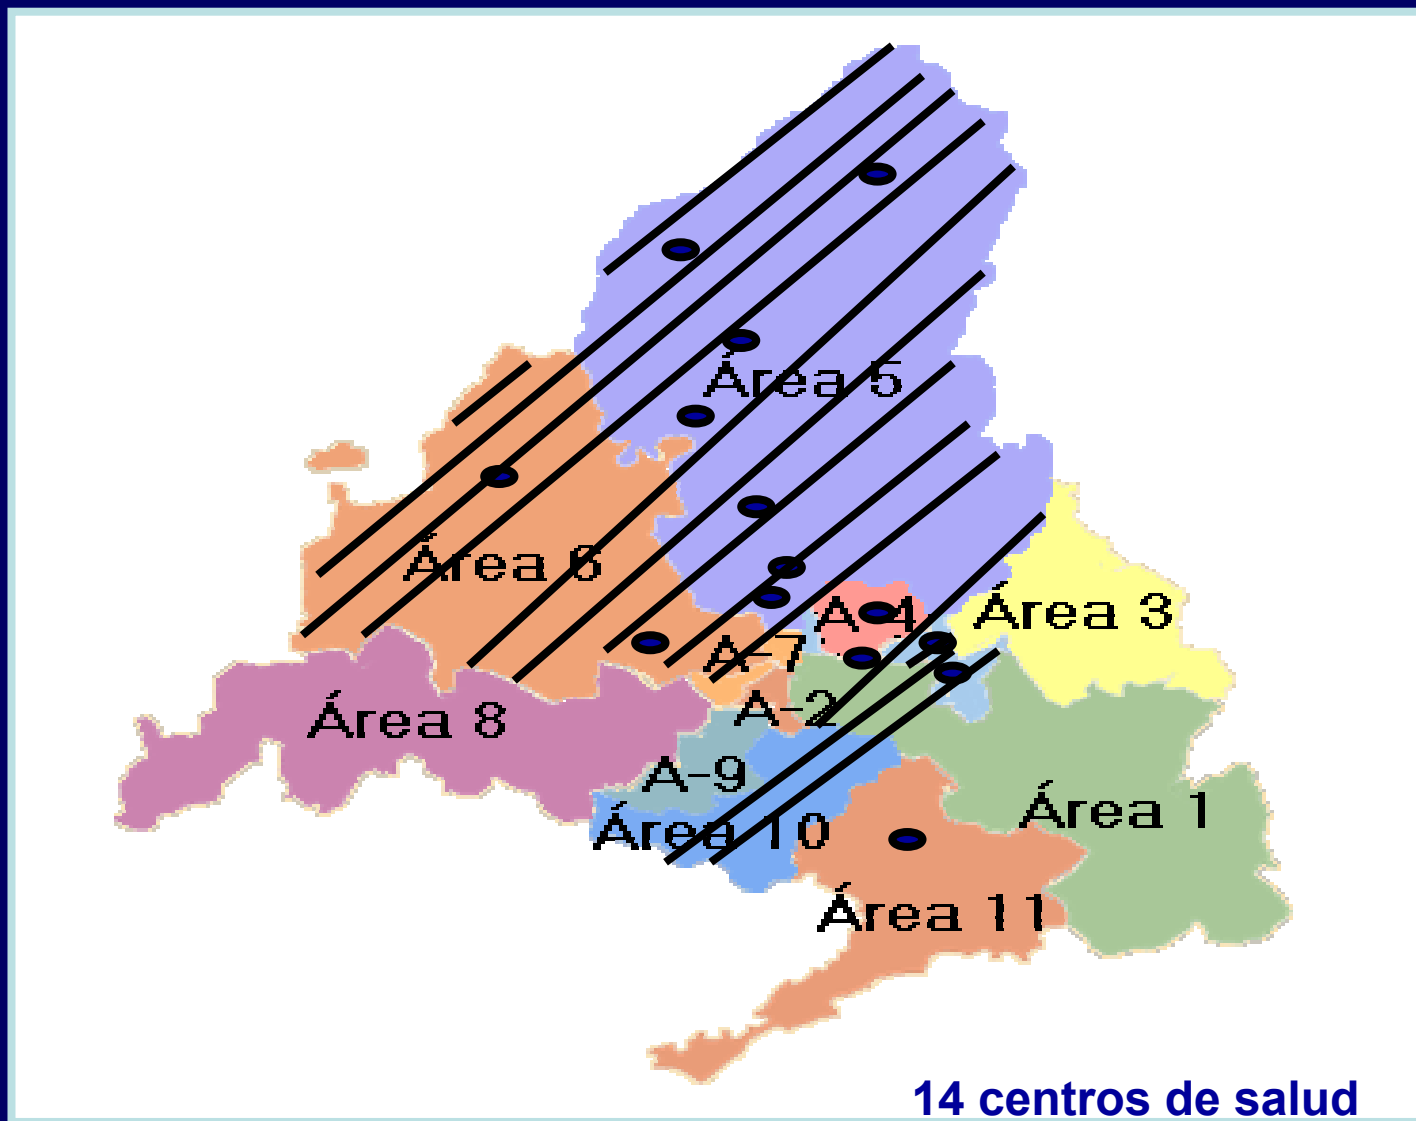 Área 5
Área 6
A-4
Área 3
A-7
A-2
Área 8
A-9
Área 10
Área 1
Área 11
14 centros de salud